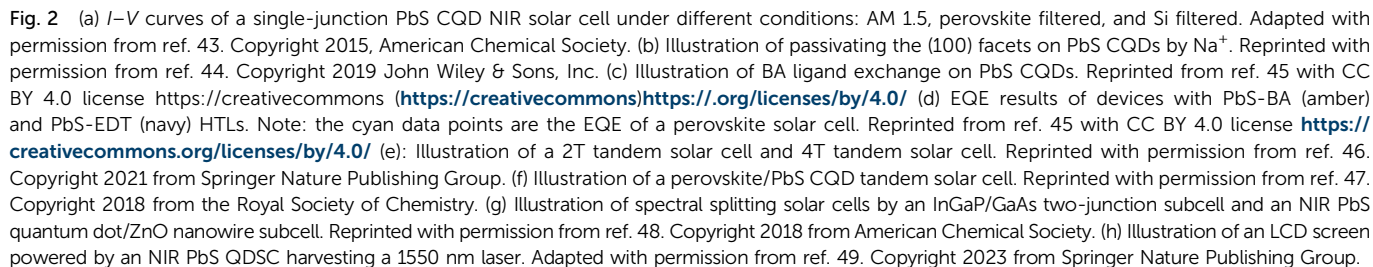 Fig. 2 (a) I–V curves of a single-junction PbS CQD NIR solar cell under different conditions: AM 1.5, perovskite filtered, and Si filtered. Adapted with
permission from ref. 43. Copyright 2015, American Chemical Society. (b) Illustration of passivating the (100) facets on PbS CQDs by Na⁺. Reprinted with
permission from ref. 44. Copyright 2019 John Wiley & Sons, Inc. (c) Illustration of BA ligand exchange on PbS CQDs. Reprinted from ref. 45 with CC
BY 4.0 license https://creativecommons (https://creativecommons)https://.org/licenses/by/4.0/ (d) EQE results of devices with PbS-BA (amber)
and PbS-EDT (navy) HTLs. Note: the cyan data points are the EQE of a perovskite solar cell. Reprinted from ref. 45 with CC BY 4.0 license https://
creativecommons.org/licenses/by/4.0/ (e): Illustration of a 2T tandem solar cell and 4T tandem solar cell. Reprinted with permission from ref. 46.
Copyright 2021 from Springer Nature Publishing Group. (f) Illustration of a perovskite/PbS CQD tandem solar cell. Reprinted with permission from ref. 47.
Copyright 2018 from the Royal Society of Chemistry. (g) Illustration of spectral splitting solar cells by an InGaP/GaAs two-junction subcell and an NIR PbS
quantum dot/ZnO nanowire subcell. Reprinted with permission from ref. 48. Copyright 2018 from American Chemical Society. (h) Illustration of an LCD screen
powered by an NIR PbS QDSC harvesting a 1550 nm laser. Adapted with permission from ref. 49. Copyright 2023 from Springer Nature Publishing Group.